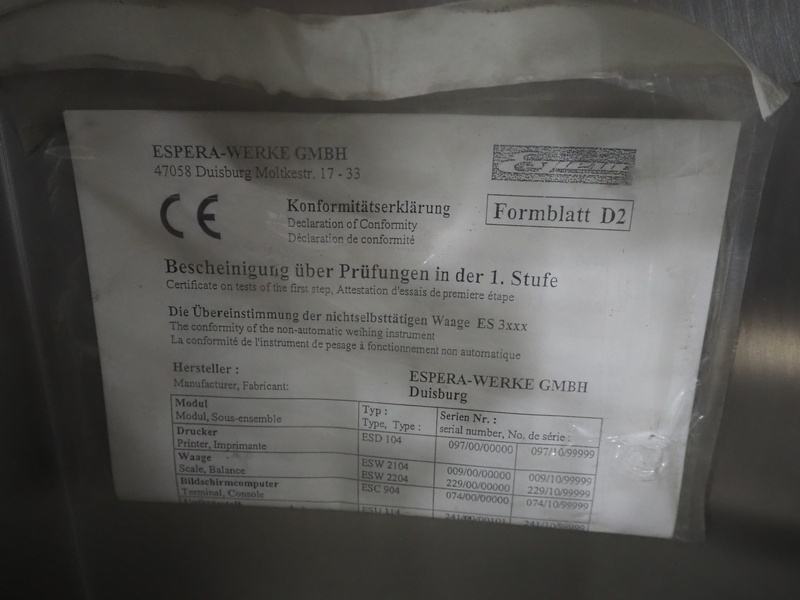 ESPERA-WERKE GMBH
47058 Duisburg Moltkestr. 17 - 33
CE
Konformitätserklärung
Declaration of Conformity
Dèclaration de conformité
Formblatt D2
Bescheinigung über Prüfungen in der 1. Stufe
Certificate on tests of the first step, Attestation d'essais de premiere étape
Die Übereinstimmung der nichtselbsttätigen Waage ES 3xxx
The conformity of the non-automatic weihing instrument
La conformité de l'instrument de pesage à fonctionnement non automatique
Hersteller :
Manufacturer, Fabricant:
ESPERA-WERKE GMBH
Duisburg
Modul
Modul, Sous-ensemble
Typ :
Type, Type :
Serien Nr. :
serial number, No. de série :
Drucker
Printer, Imprimante
ESD 104
097/00/00000 097/10/99999
Waage
Scale, Balance
ESW 2104
009/00/00000 009/10/99999
ESW 2204
229/00/00000 229/10/99999
Bildschirmcomputer
Terminal, Console
ESC 904
074/00/00000 074/10/99999